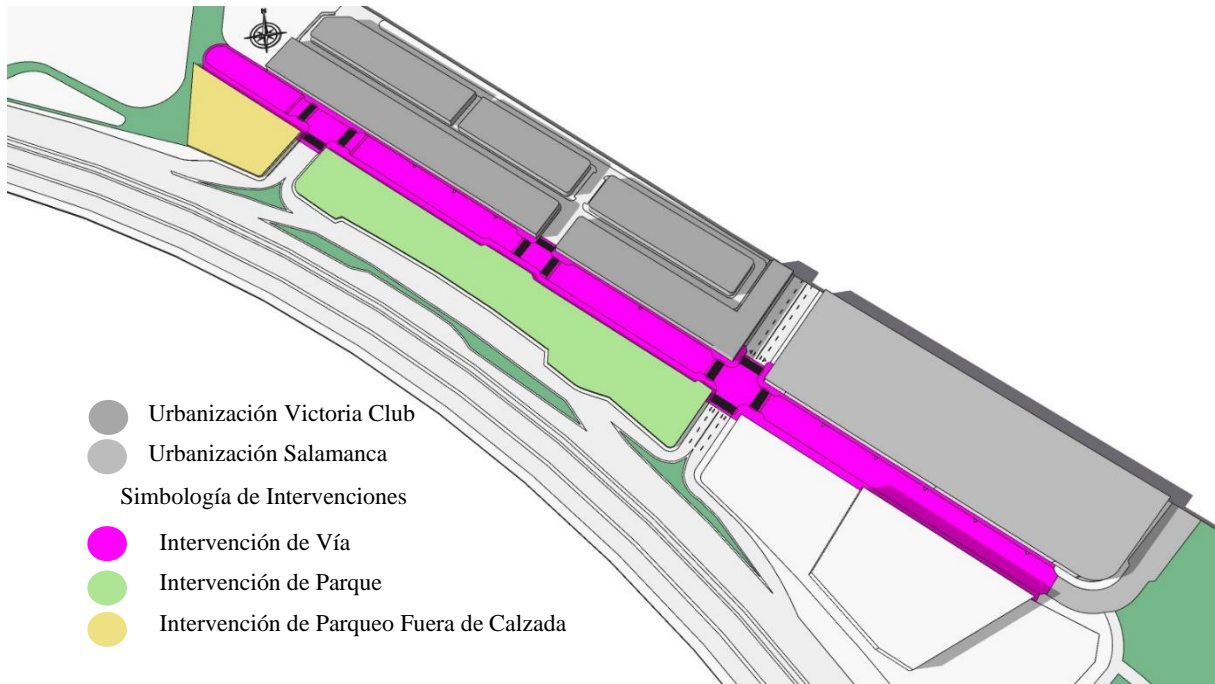 N
Urbanización Victoria Club
Urbanización Salamanca
Simbología de Intervenciones
Intervención de Vía
Intervención de Parque
Intervención de Parqueo Fuera de Calzada